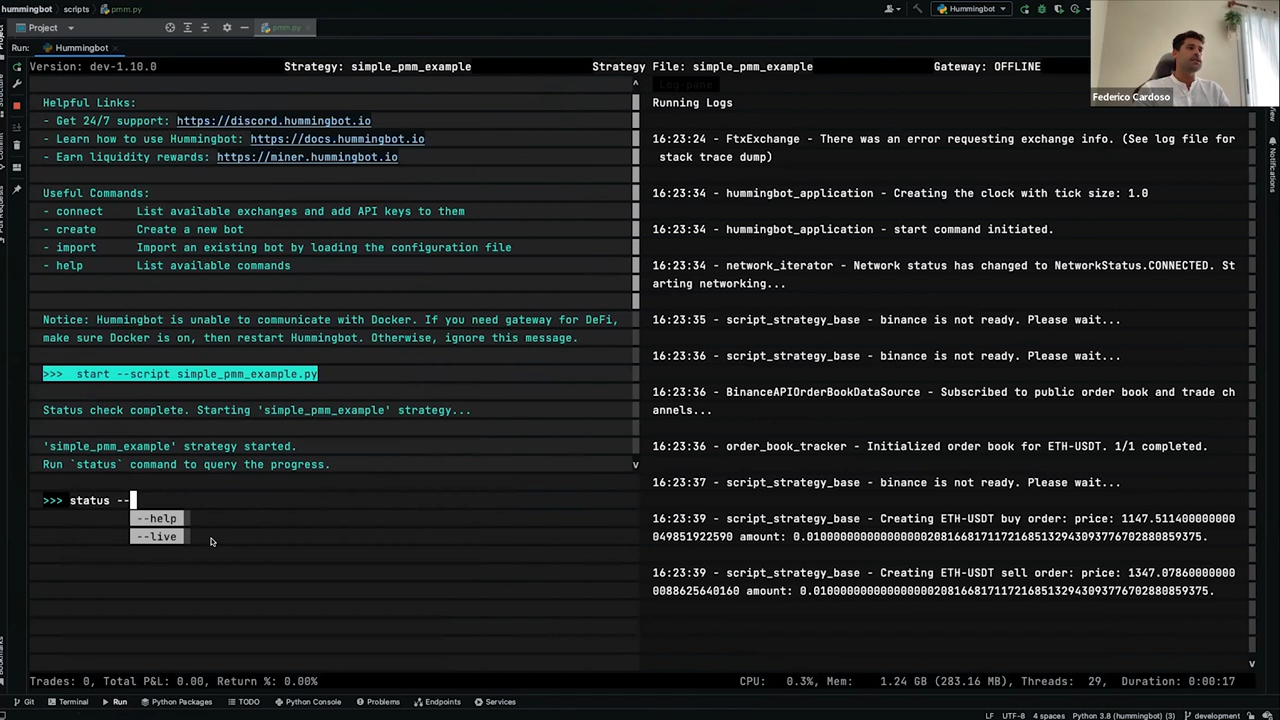 hummingbot
scripts
pmm.py
Hummingbot
Project
pmm.py
Run:
Hummingbot
Federico Cardoso
Version: dev-1.10.0
Strategy: simple_pmm_example
Strategy File: simple_pmm_example
Gateway: OFFLINE
Helpful Links:
- Get 24/7 support: https://discord.hummingbot.io
- Learn how to use Hummingbot: https://docs.hummingbot.io
- Earn liquidity rewards: https://miner.hummingbot.io
Useful Commands:
- connect List available exchanges and add API keys to them
- create Create a new bot
- import Import an existing bot by loading the configuration file
- help List available commands
Notice: Hummingbot is unable to communicate with Docker. If you need gateway for DeFi,
make sure Docker is on, then restart Hummingbot. Otherwise, ignore this message.
>>> start --script simple_pmm_example.py
Status check complete. Starting 'simple_pmm_example' strategy...
'simple_pmm_example' strategy started.
Run `status` command to query the progress.
>>> status --
--help
--live
Log-pane
Running Logs
16:23:24 - FtxExchange - There was an error requesting exchange info. (See log file for
stack trace dump)
16:23:34 - hummingbot_application - Creating the clock with tick size: 1.0
16:23:34 - hummingbot_application - start command initiated.
16:23:34 - network_iterator - Network status has changed to NetworkStatus.CONNECTED. St
arting networking...
16:23:35 - script_strategy_base - binance is not ready. Please wait...
16:23:36 - script_strategy_base - binance is not ready. Please wait...
16:23:36 - BinanceAPIOrderBookDataSource - Subscribed to public order book and trade ch
annels...
16:23:36 - order_book_tracker - Initialized order book for ETH-USDT. 1/1 completed.
16:23:37 - script_strategy_base - binance is not ready. Please wait...
16:23:39 - script_strategy_base - Creating ETH-USDT buy order: price: 1147.511400000000
049851922590 amount: 0.01000000000000000020816681711721685132943093776702880859375.
16:23:39 - script_strategy_base - Creating ETH-USDT sell order: price: 1347.07860000000
0088625640160 amount: 0.01000000000000000020816681711721685132943093776702880859375.
Trades: 0, Total P&L: 0.00, Return %: 0.00%
CPU: 0.3%, Mem: 1.24 GB (283.16 MB), Threads: 29, Duration: 0:00:17
Git
Terminal
Run
Python Packages
TODO
Python Console
Problems
Endpoints
Services
LF
UTF-8
4 spaces
Python 3.8 (hummingbot) (3)
development
Structure
Commit
Pull Requests
Bookmarks
Notifications